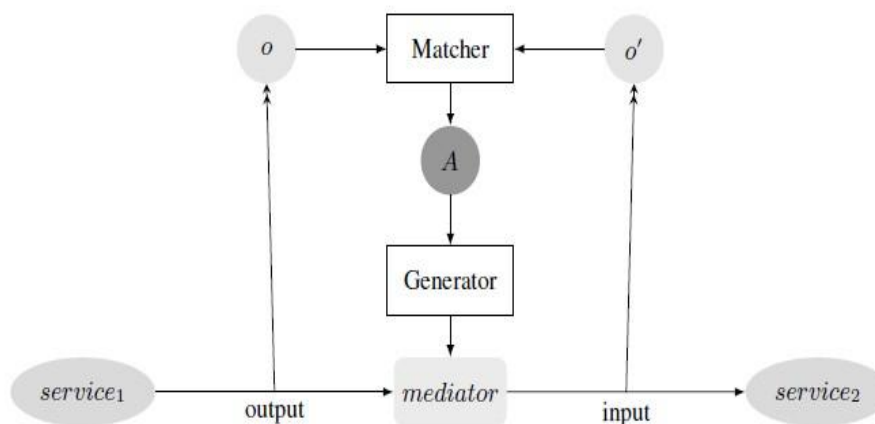 o
Matcher
o′
A
Generator
service₁
mediator
service₂
output
input